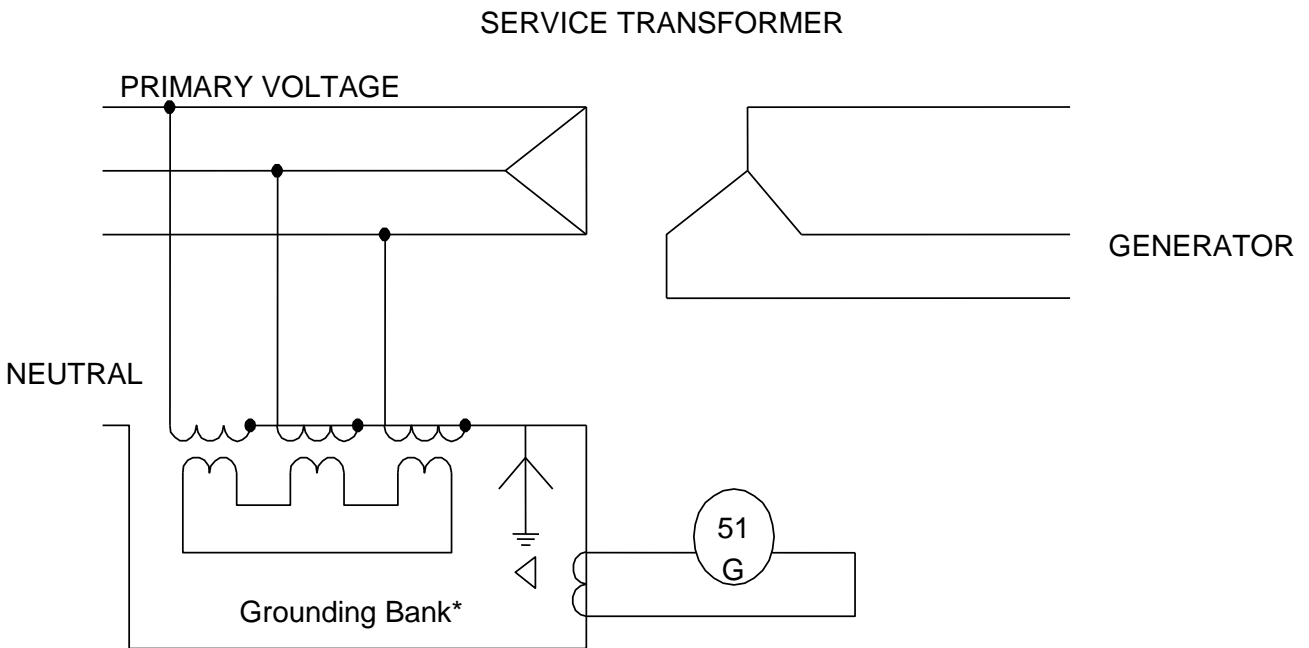 SERVICE TRANSFORMER
PRIMARY VOLTAGE
GENERATOR
NEUTRAL
51
G
Grounding Bank*